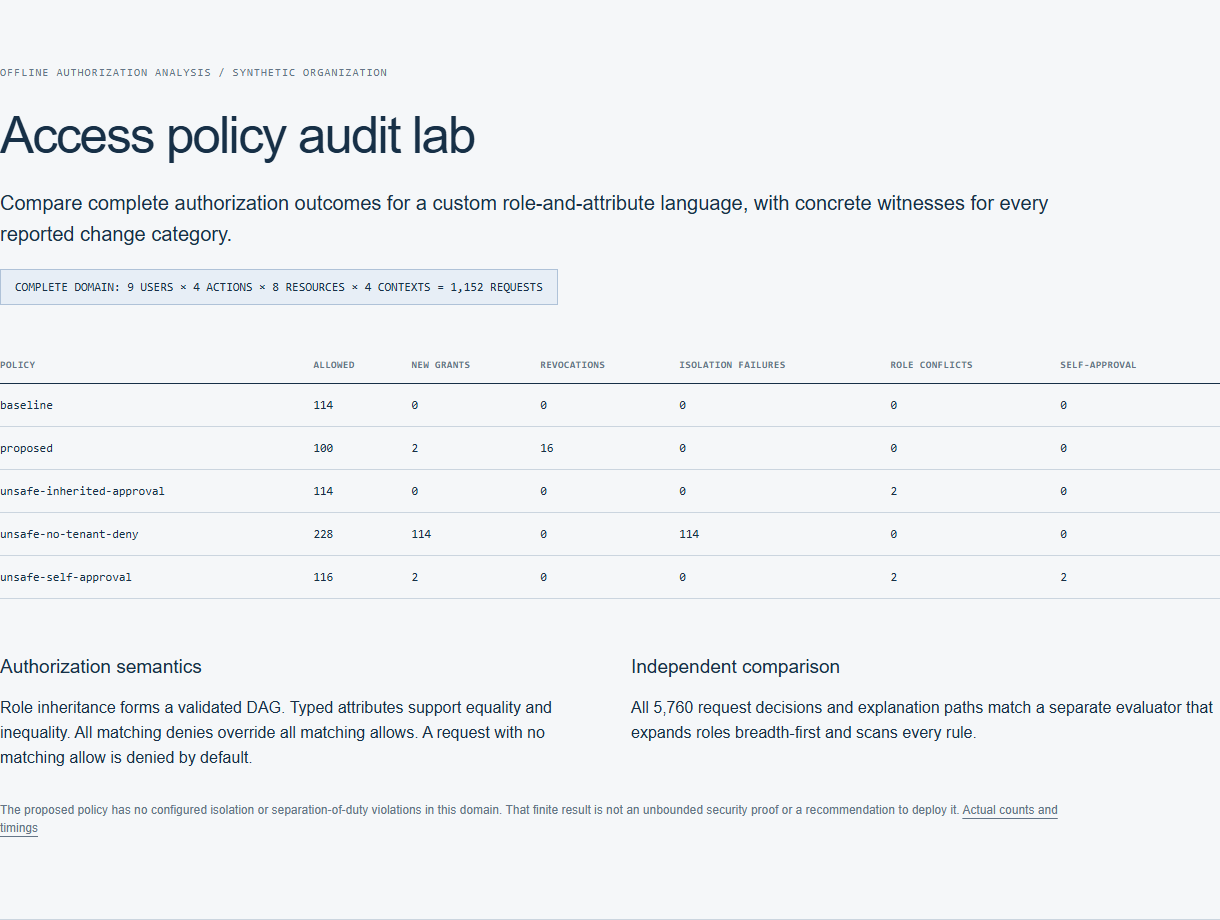 OFFLINE AUTHORIZATION ANALYSIS / SYNTHETIC ORGANIZATION
Access policy audit lab
Compare complete authorization outcomes for a custom role-and-attribute language, with concrete witnesses for every
reported change category.
COMPLETE DOMAIN: 9 USERS × 4 ACTIONS × 8 RESOURCES × 4 CONTEXTS = 1,152 REQUESTS
POLICY ALLOWED NEW GRANTS REVOCATIONS ISOLATION FAILURES ROLE CONFLICTS SELF-APPROVAL
baseline 114 0 0 0 0 0
proposed 100 2 16 0 0 0
unsafe-inherited-approval 114 0 0 0 2 0
unsafe-no-tenant-deny 228 114 0 114 0 0
unsafe-self-approval 116 2 0 0 2 2
Authorization semantics
Role inheritance forms a validated DAG. Typed attributes support equality and
inequality. All matching denies override all matching allows. A request with no
matching allow is denied by default.
Independent comparison
All 5,760 request decisions and explanation paths match a separate evaluator that
expands roles breadth-first and scans every rule.
The proposed policy has no configured isolation or separation-of-duty violations in this domain. That finite result is not an unbounded security proof or a recommendation to deploy it. Actual counts and
timings